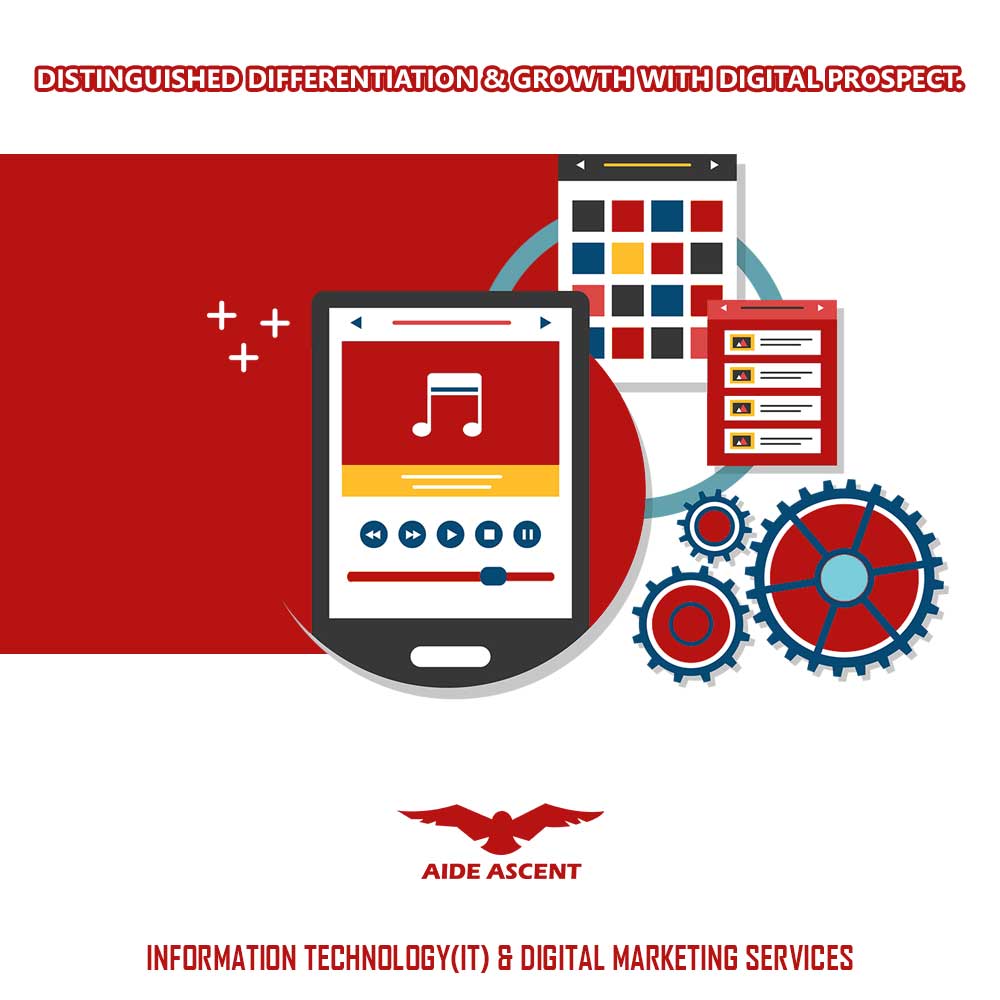 DISTINGUISHED DIFFERENTIATION & GROWTH WITH DIGITAL PROSPECT.
AIDE ASCENT
INFORMATION TECHNOLOGY(IT) & DIGITAL MARKETING SERVICES